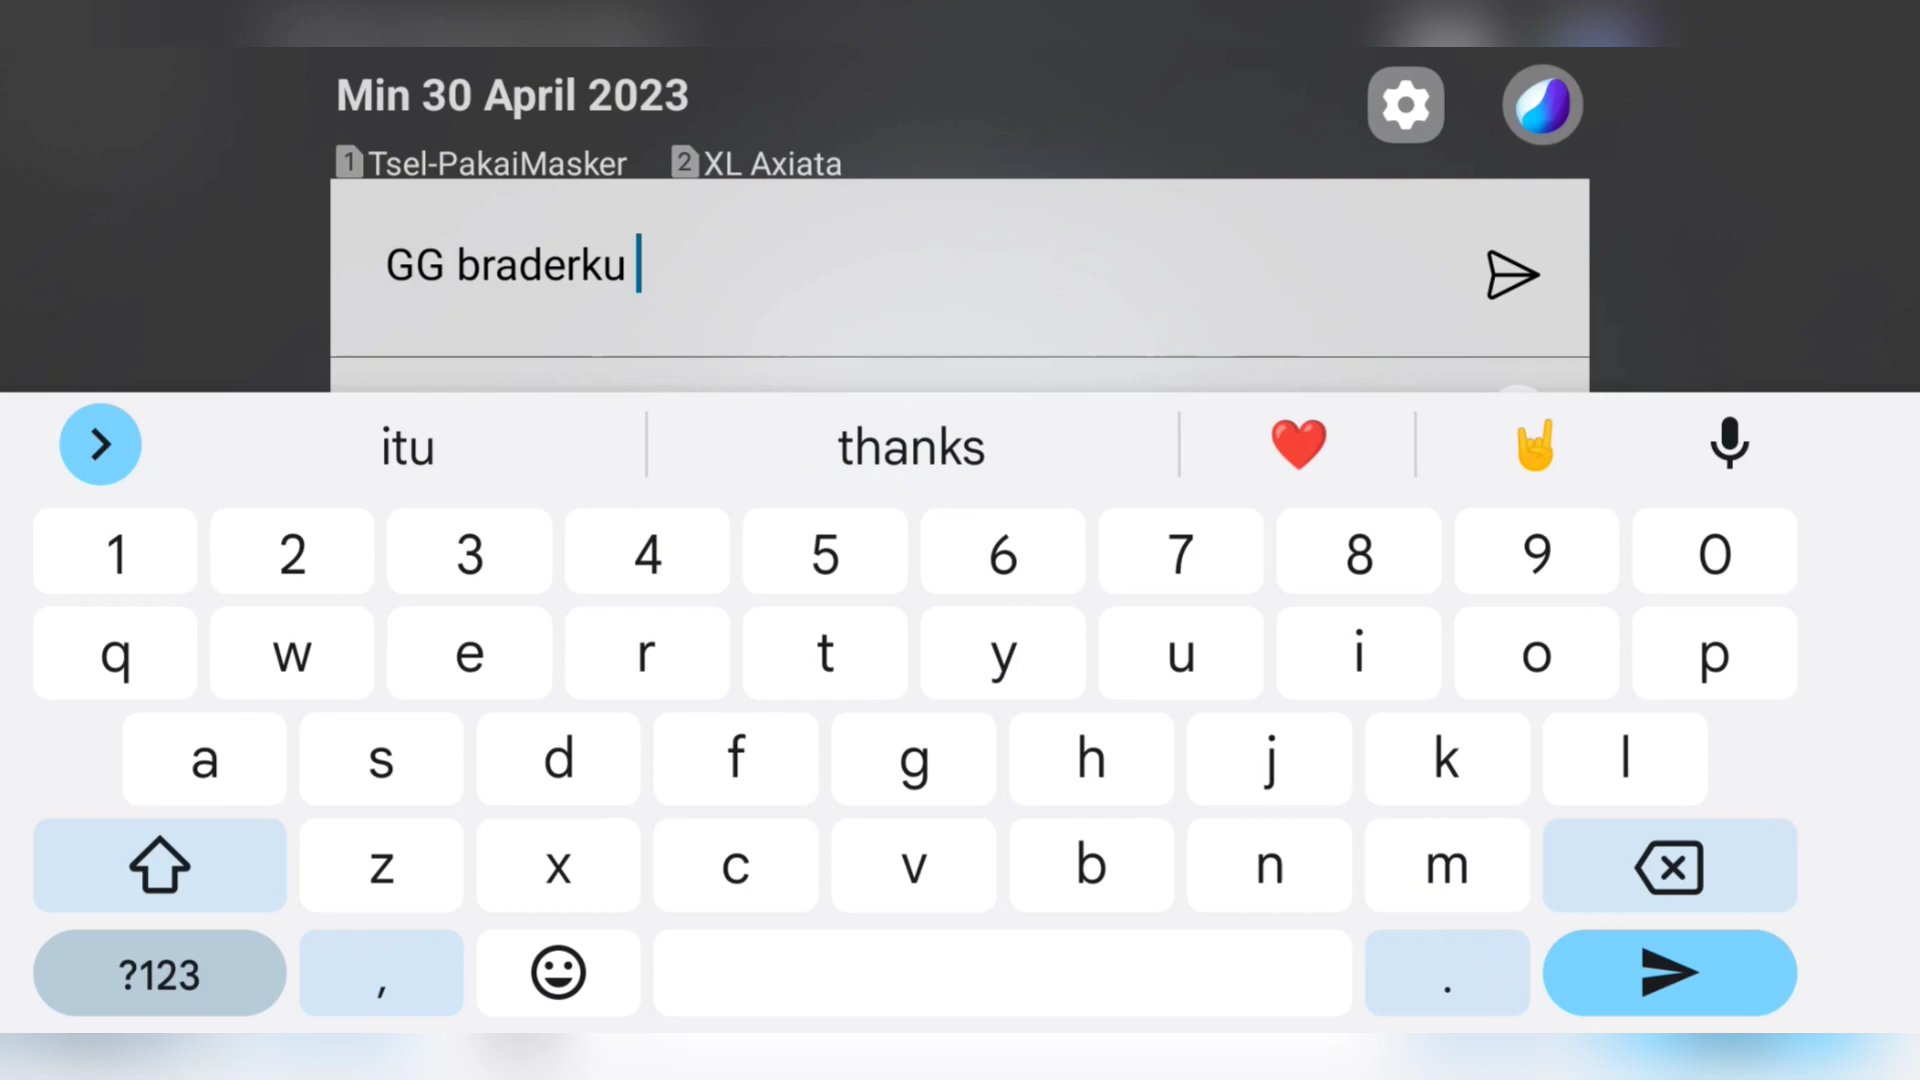 Min 30 April 2023
1 Tsel-PakaiMasker 2 XL Axiata
GG braderku
itu thanks ❤️ 🤘
1 2 3 4 5 6 7 8 9 0
q w e r t y u i o p
a s d f g h j k l
z x c v b n m
?123 , .